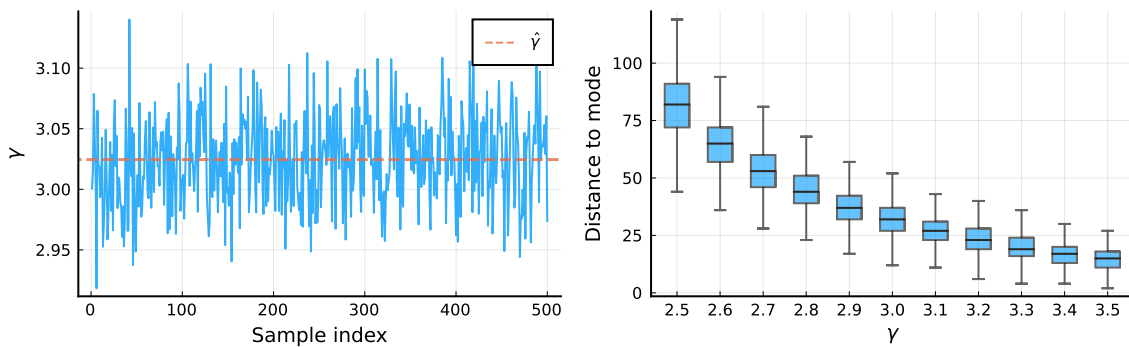 3.10
3.05
3.00
2.95
γ
0
100
200
300
400
500
Sample index
γ̂
100
75
50
25
0
Distance to mode
2.5 2.6 2.7 2.8 2.9 3.0 3.1 3.2 3.3 3.4 3.5
γ